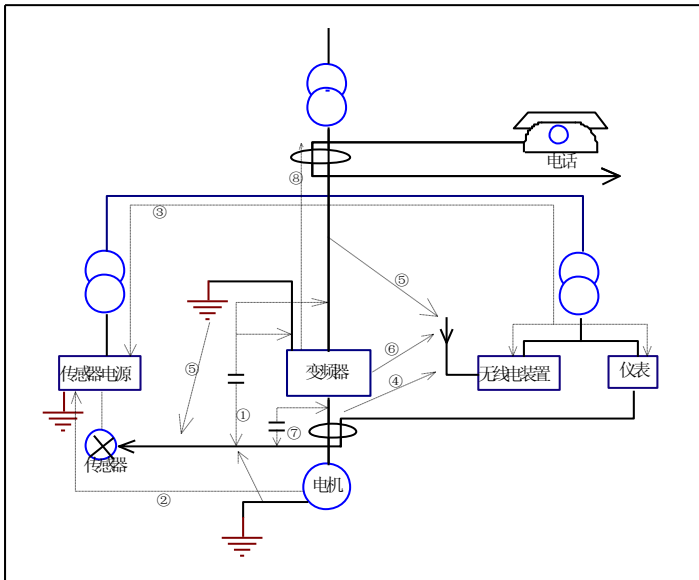 电话
⑧
③
⑤
⑥
变频器
传感器电源
无线电装置
仪表
⑤
④
①
⑦
传感器
电机
②